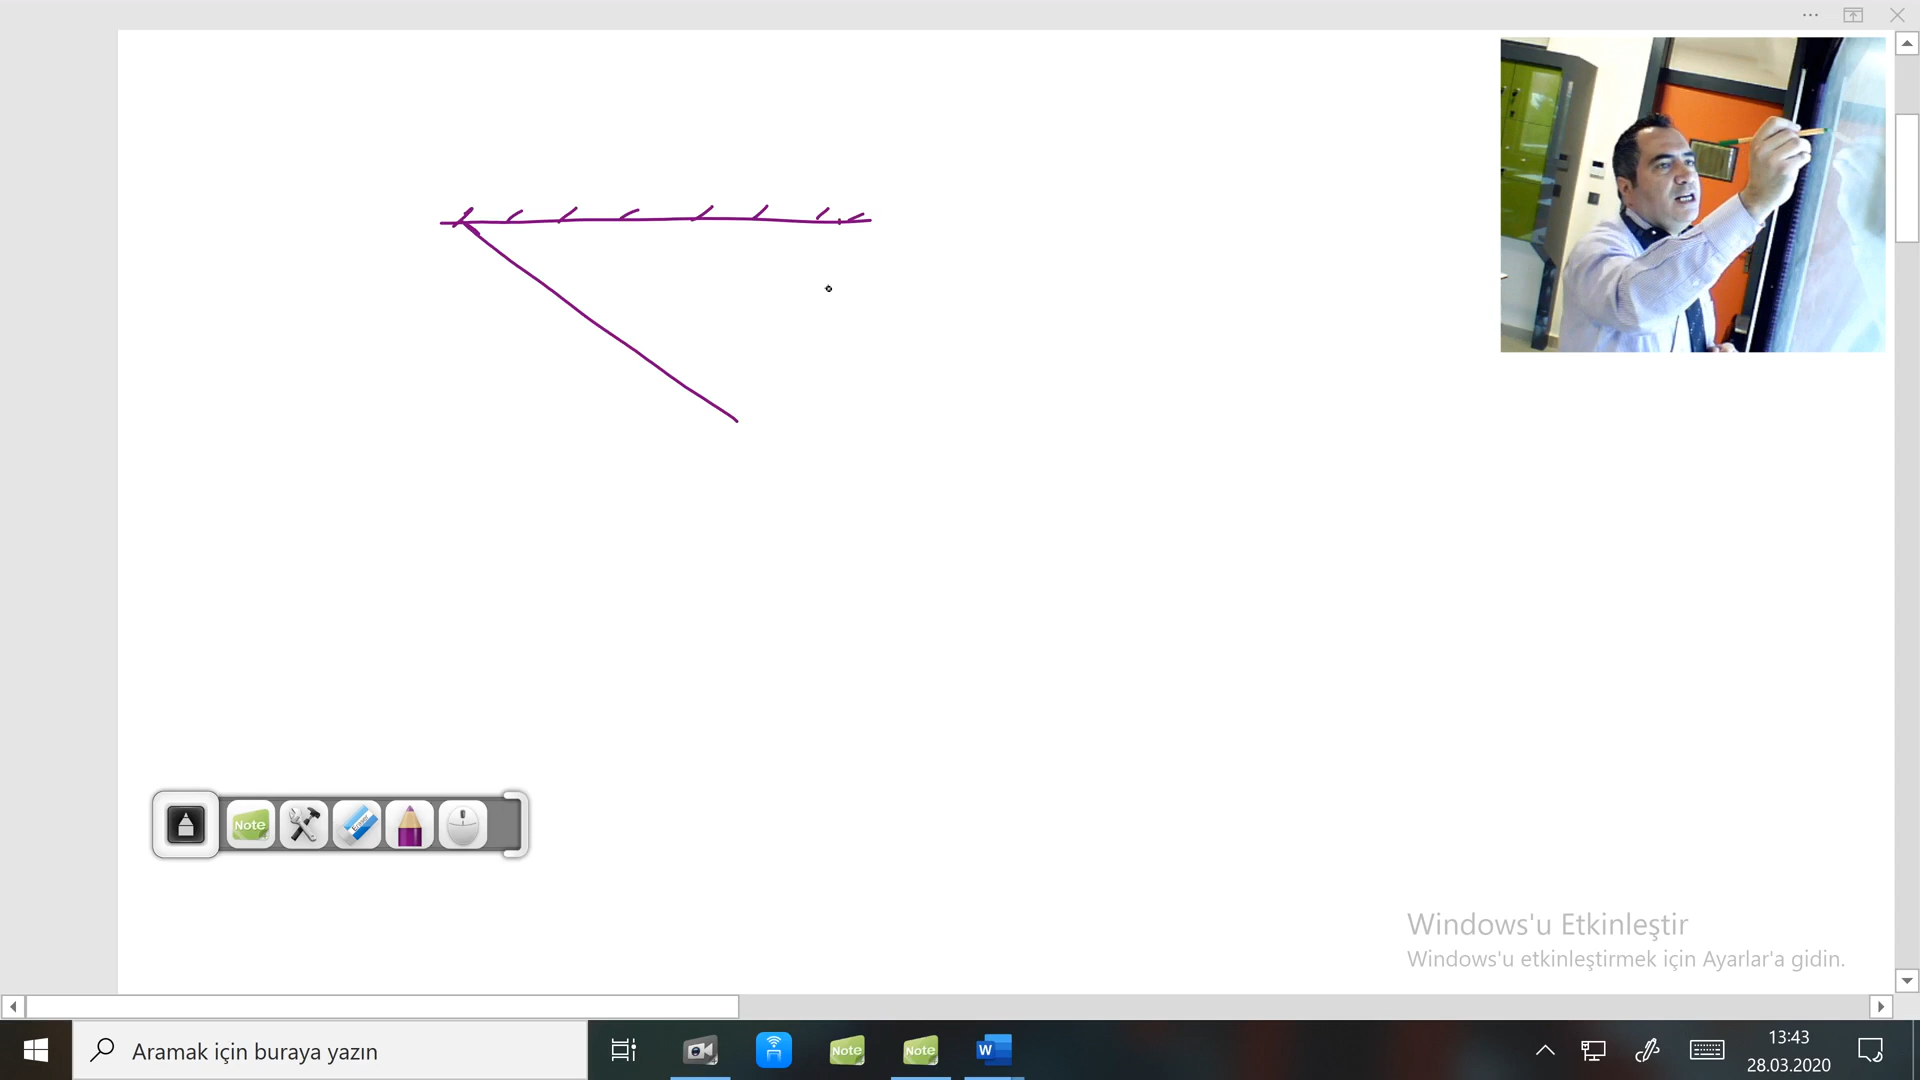 Note
Eraser
Windows'u Etkinleştir
Windows'u etkinleştirmek için Ayarlar'a gidin.
Aramak için buraya yazın
Note
Note
W
13:43
28.03.2020